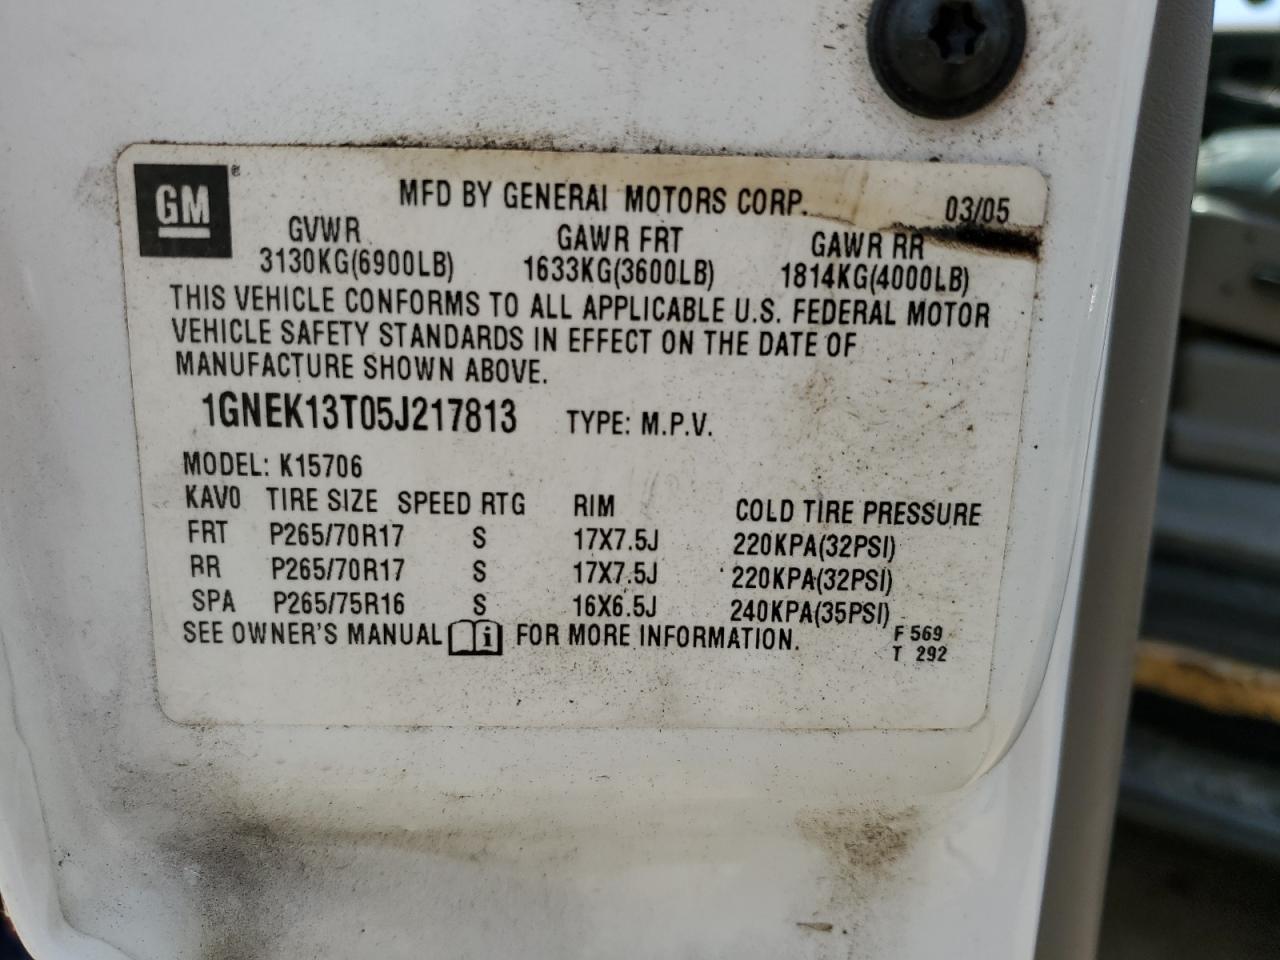 GM®
MFD BY GENERAL MOTORS CORP. 03/05
GVWR GAWR FRT GAWR RR
3130KG(6900LB) 1633KG(3600LB) 1814KG(4000LB)
THIS VEHICLE CONFORMS TO ALL APPLICABLE U.S. FEDERAL MOTOR
VEHICLE SAFETY STANDARDS IN EFFECT ON THE DATE OF
MANUFACTURE SHOWN ABOVE.
1GNEK13T05J217813 TYPE: M.P.V.
MODEL: K15706
KAV0 TIRE SIZE SPEED RTG RIM COLD TIRE PRESSURE
FRT P265/70R17 S 17X7.5J 220KPA(32PSI)
RR P265/70R17 S 17X7.5J 220KPA(32PSI)
SPA P265/75R16 S 16X6.5J 240KPA(35PSI)
SEE OWNER'S MANUAL i FOR MORE INFORMATION.
F 569
T 292